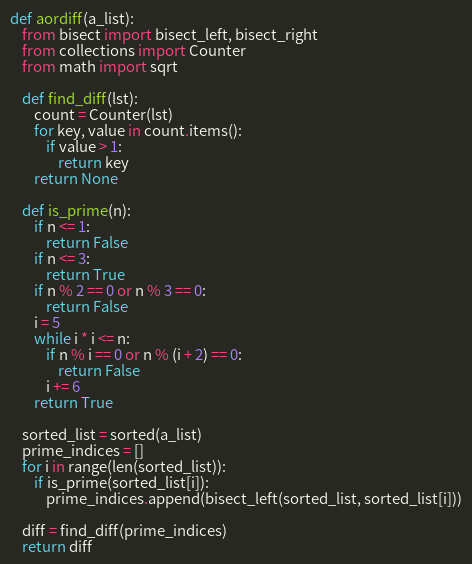 def aordiff(a_list):
    from bisect import bisect_left, bisect_right
    from collections import Counter
    from math import sqrt

    def find_diff(lst):
        count = Counter(lst)
        for key, value in count.items():
            if value > 1:
                return key
        return None

    def is_prime(n):
        if n <= 1:
            return False
        if n <= 3:
            return True
        if n % 2 == 0 or n % 3 == 0:
            return False
        i = 5
        while i * i <= n:
            if n % i == 0 or n % (i + 2) == 0:
                return False
            i += 6
        return True

    sorted_list = sorted(a_list)
    prime_indices = []
    for i in range(len(sorted_list)):
        if is_prime(sorted_list[i]):
            prime_indices.append(bisect_left(sorted_list, sorted_list[i]))

    diff = find_diff(prime_indices)
    return diff